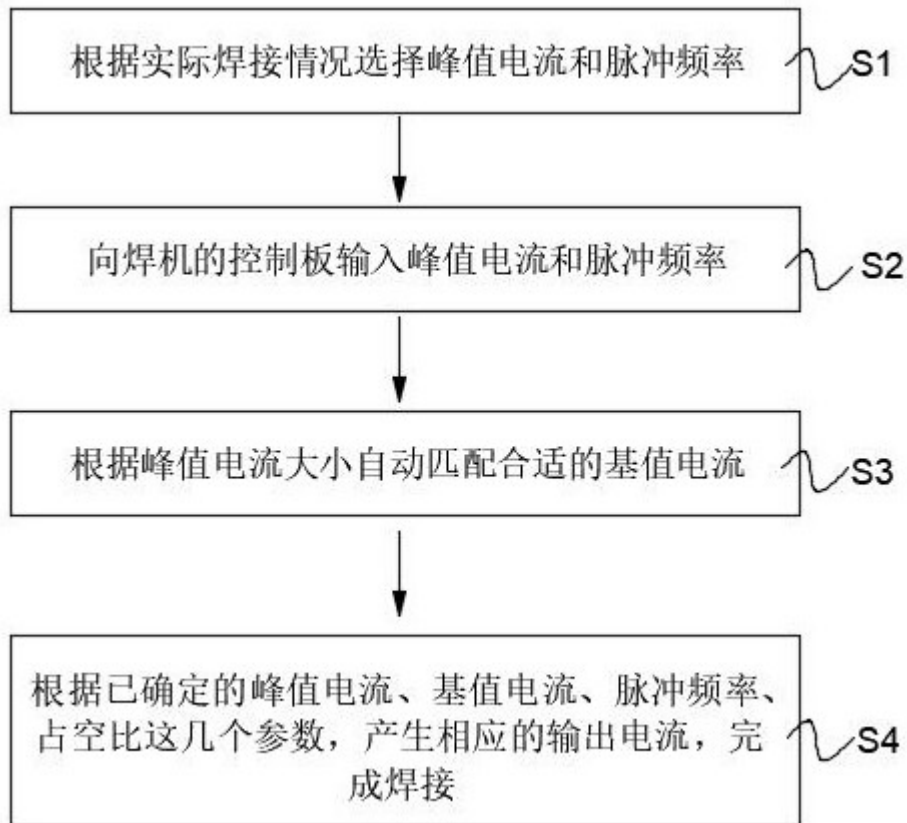 根据实际焊接情况选择峰值电流和脉冲频率
S1
向焊机的控制板输入峰值电流和脉冲频率
S2
根据峰值电流大小自动匹配合适的基值电流
S3
根据已确定的峰值电流、基值电流、脉冲频率、
占空比这几个参数，产生相应的输出电流，完
成焊接
S4